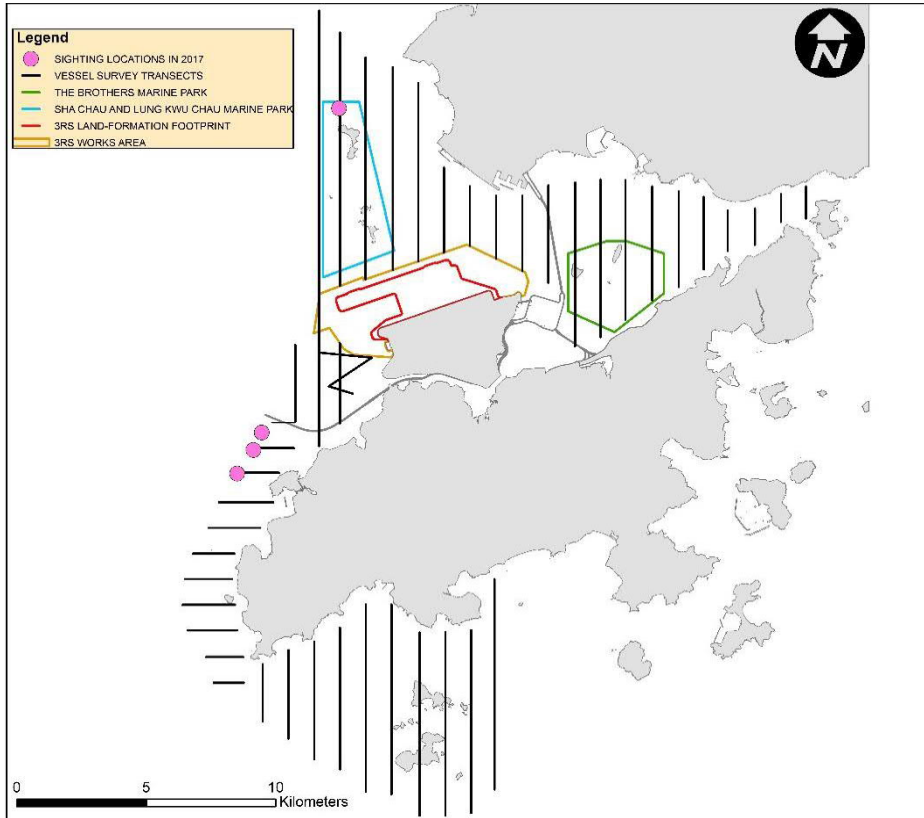 Legend
SIGHTING LOCATIONS IN 2017
VESSEL SURVEY TRANSECTS
THE BROTHERS MARINE PARK
SHA CHAU AND LUNG KWU CHAU MARINE PARK
3RS LAND-FORMATION FOOTPRINT
3RS WORKS AREA
N
0 5 10
Kilometers